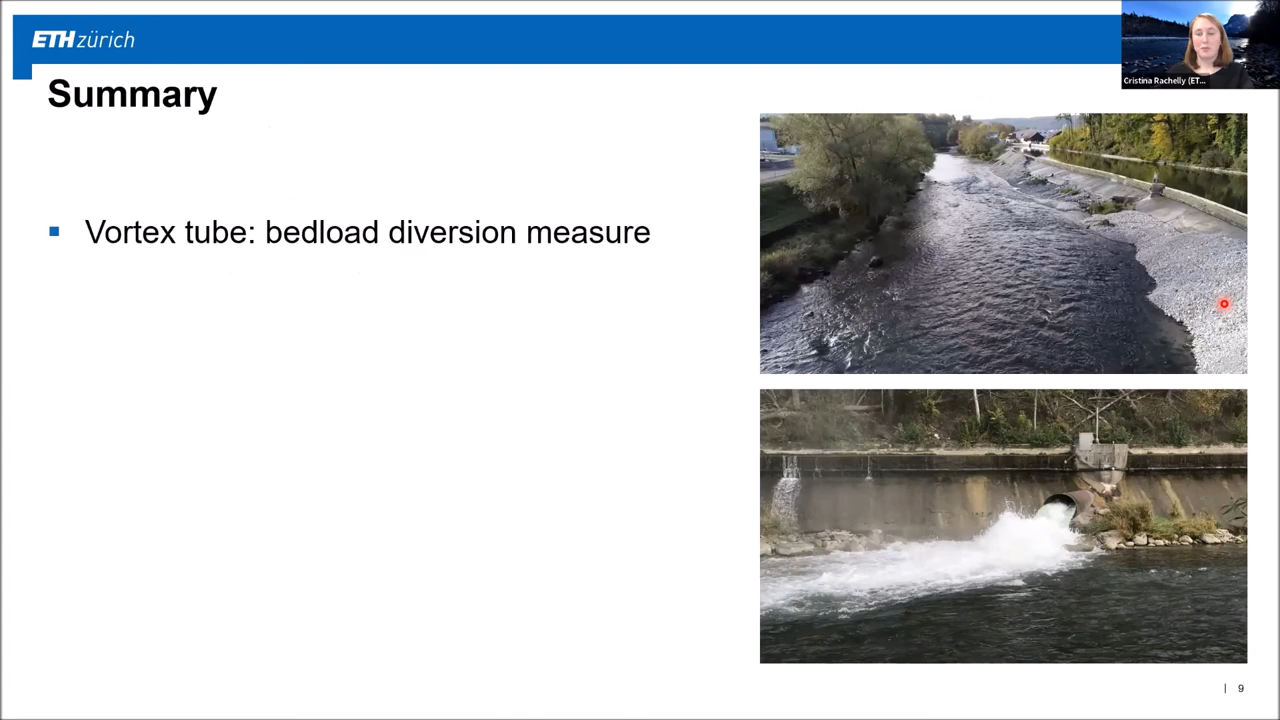 ETH zürich
Cristina Rachelly (ET...
Summary
▪ Vortex tube: bedload diversion measure
| 9